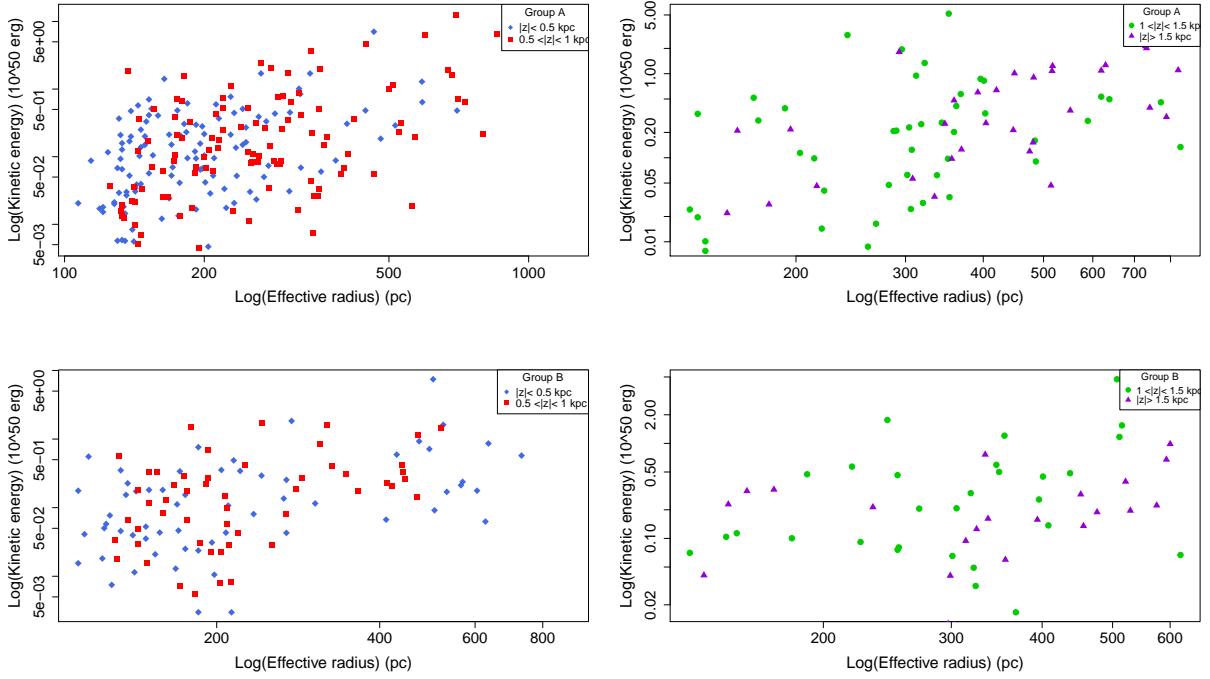 Group A
|z|< 0.5 kpc
0.5 <|z|< 1 kpc
Log(Kinetic energy) (10^50 erg)
5e+00
5e-01
5e-02
5e-03
100
200
500
1000
Log(Effective radius) (pc)
Group A
1 <|z|< 1.5 kpc
|z|> 1.5 kpc
Log(Kinetic energy) (10^50 erg)
5.00
1.00
0.20
0.05
0.01
200
300
400
500
600
700
Log(Effective radius) (pc)
Group B
|z|< 0.5 kpc
0.5 <|z|< 1 kpc
Log(Kinetic energy) (10^50 erg)
5e+00
5e-01
5e-02
5e-03
200
400
600
800
Log(Effective radius) (pc)
Group B
1 <|z|< 1.5 kpc
|z|> 1.5 kpc
Log(Kinetic energy) (10^50 erg)
2.00
0.50
0.10
0.02
200
300
400
500
600
Log(Effective radius) (pc)